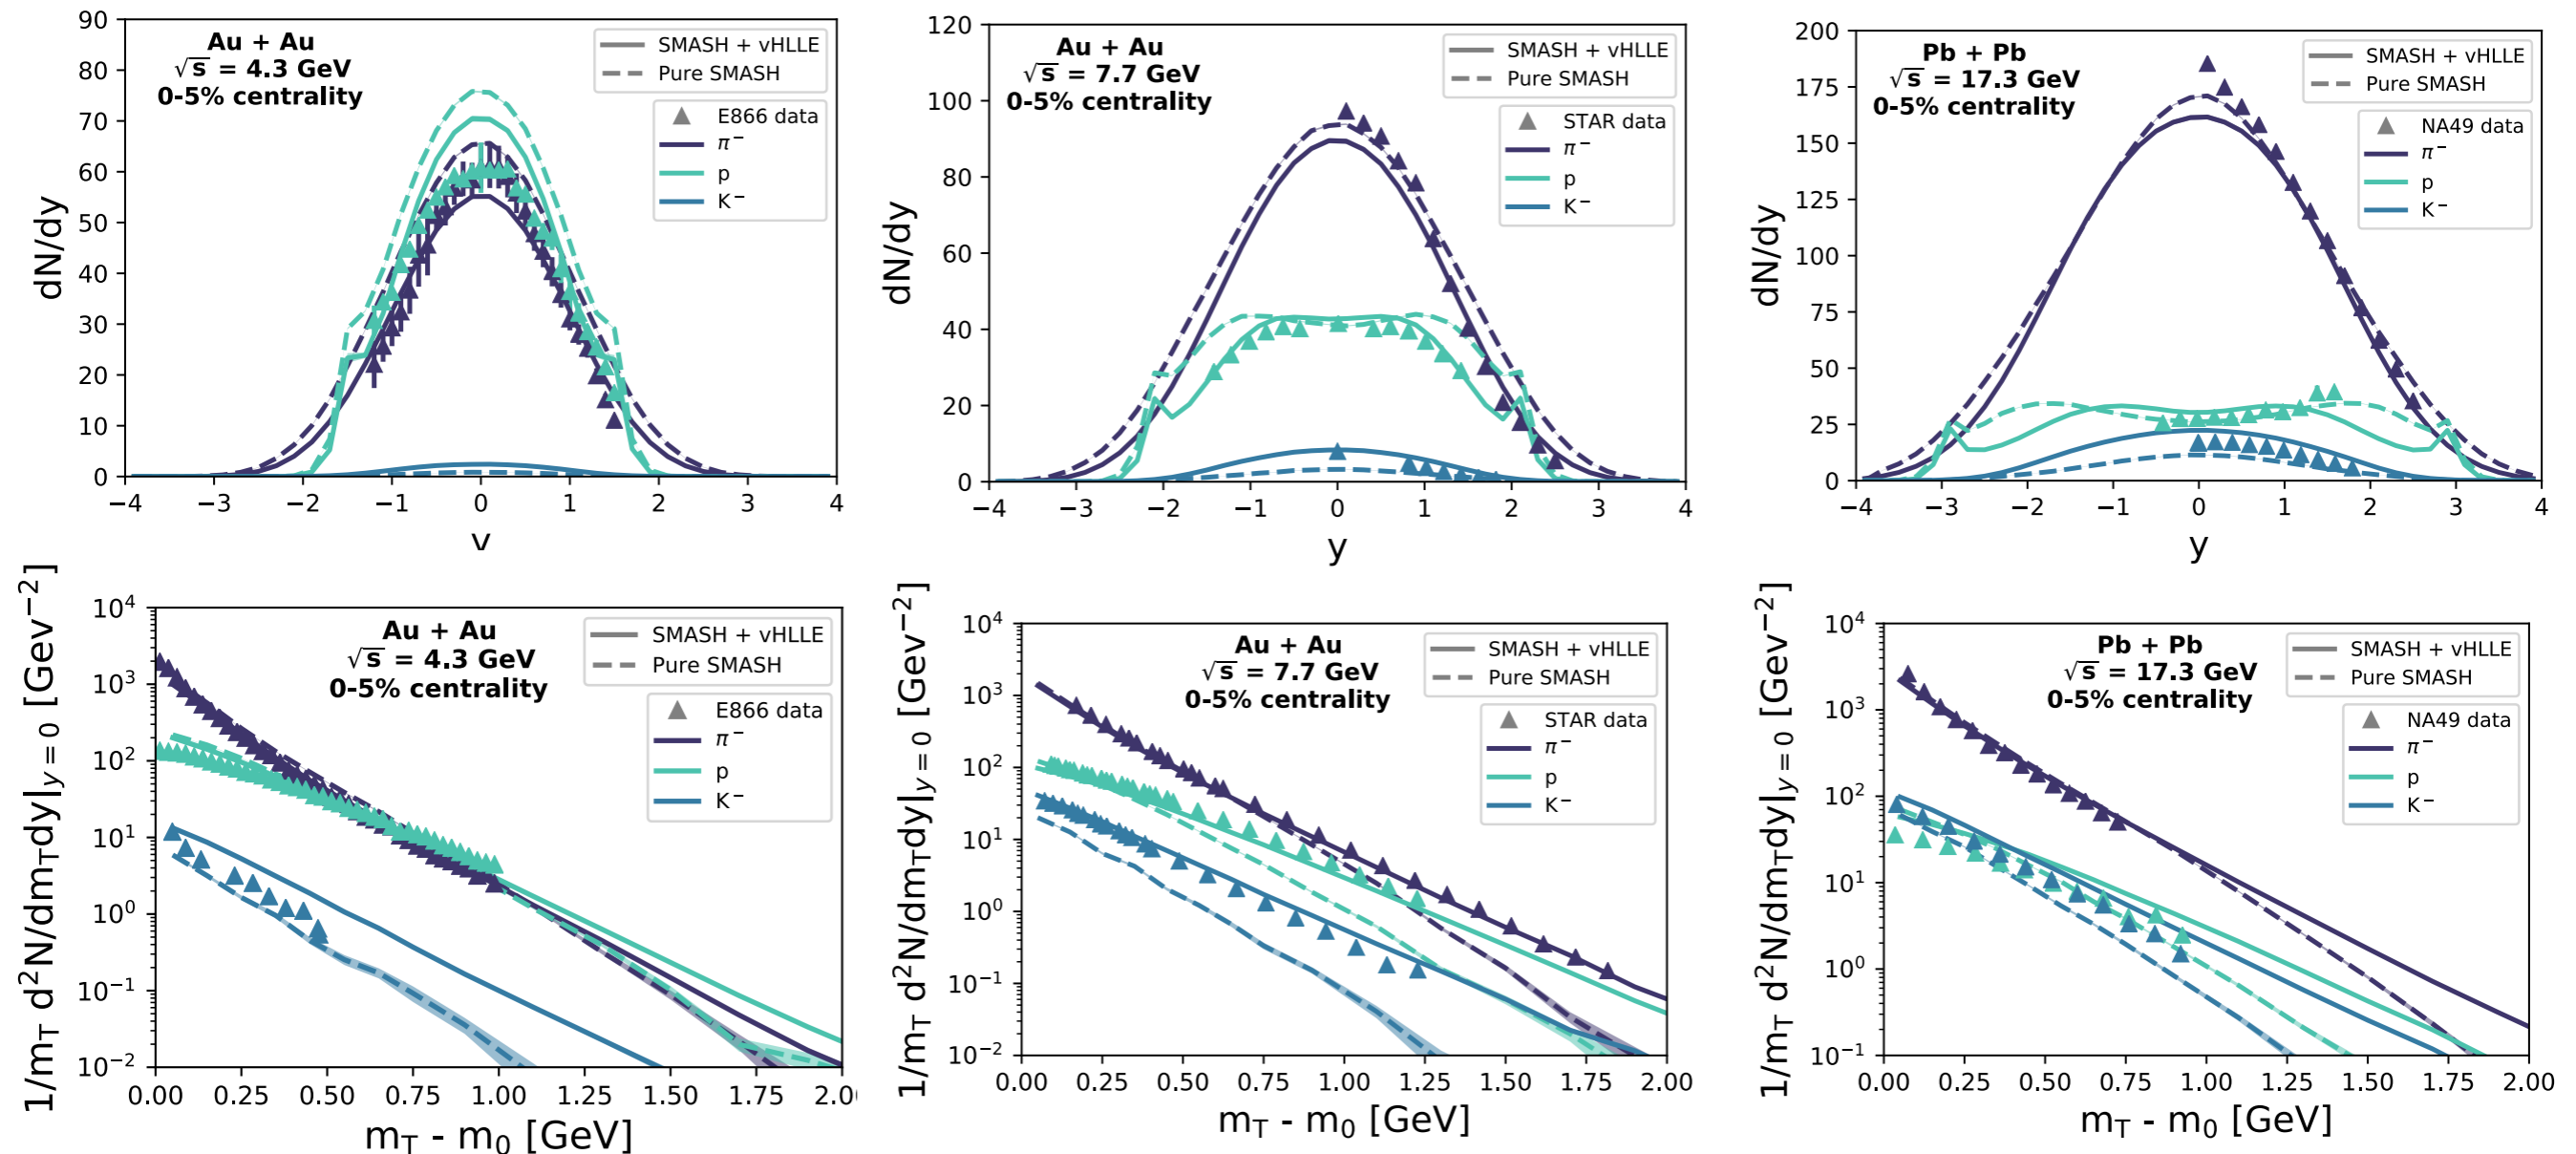 Au + Au
√s = 4.3 GeV
0-5% centrality
SMASH + vHLLE
Pure SMASH
E866 data
π⁻
p
K⁻
dN/dy
90
80
70
60
50
40
30
20
10
0
−4 −3 −2 −1 0 1 2 3 4
y
Au + Au
√s = 7.7 GeV
0-5% centrality
SMASH + vHLLE
Pure SMASH
STAR data
π⁻
p
K⁻
dN/dy
120
100
80
60
40
20
0
−4 −3 −2 −1 0 1 2 3 4
y
Pb + Pb
√s = 17.3 GeV
0-5% centrality
SMASH + vHLLE
Pure SMASH
NA49 data
π⁻
p
K⁻
dN/dy
200
175
150
125
100
75
50
25
0
−4 −3 −2 −1 0 1 2 3 4
y
Au + Au
√s = 4.3 GeV
0-5% centrality
SMASH + vHLLE
Pure SMASH
E866 data
π⁻
p
K⁻
1/m_T d²N/dm_Tdy|_{y = 0} [Gev⁻²]
10⁴
10³
10²
10¹
10⁰
10⁻¹
10⁻²
0.00 0.25 0.50 0.75 1.00 1.25 1.50 1.75 2.0
m_T - m_0 [GeV]
Au + Au
√s = 7.7 GeV
0-5% centrality
SMASH + vHLLE
Pure SMASH
STAR data
π⁻
p
K⁻
1/m_T d²N/dm_Tdy|_{y = 0} [Gev⁻²]
10⁴
10³
10²
10¹
10⁰
10⁻¹
10⁻²
0.00 0.25 0.50 0.75 1.00 1.25 1.50 1.75 2.00
m_T - m_0 [GeV]
Pb + Pb
√s = 17.3 GeV
0-5% centrality
SMASH + vHLLE
Pure SMASH
NA49 data
π⁻
p
K⁻
1/m_T d²N/dm_Tdy|_{y = 0} [Gev⁻²]
10⁴
10³
10²
10¹
10⁰
10⁻¹
0.00 0.25 0.50 0.75 1.00 1.25 1.50 1.75 2.00
m_T - m_0 [GeV]